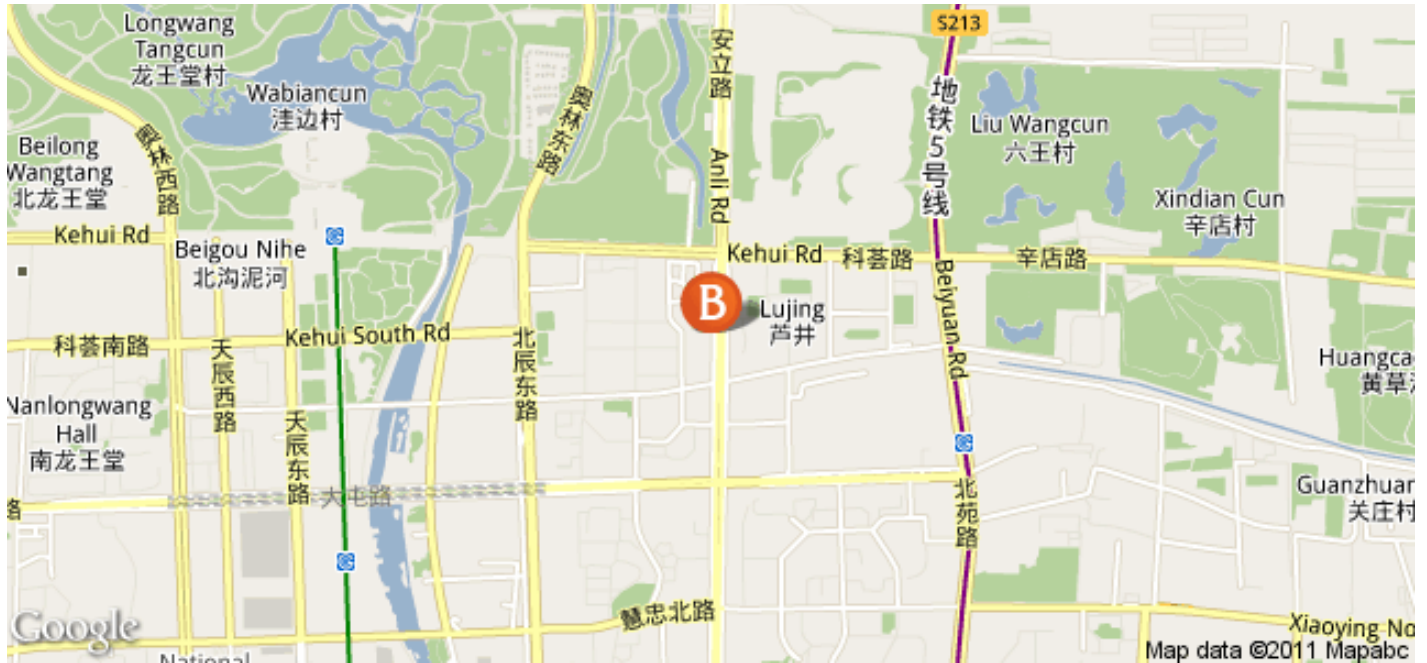 Longwang
Tangcun
龙王堂村
Wabiancun
洼边村
S213
安立路
Anli Rd
地铁5号线
奥林东路
奥林西路
Beilong
Wangtang
北龙王堂
Liu Wangcun
六王村
Xindian Cun
辛店村
Kehui Rd
Beigou Nihe
北沟泥河
Kehui Rd
科荟路
辛店路
B
Lujing
芦井
Beiyuan Rd
科荟南路
Kehui South Rd
天辰西路
北辰东路
Huangca
黄草
Nanlongwang
Hall
南龙王堂
天辰东路
大屯路
路
北苑路
Guanzhuan
关庄村
慧忠北路
Google
Xiaoying No
National
Map data ©2011 Mapabc